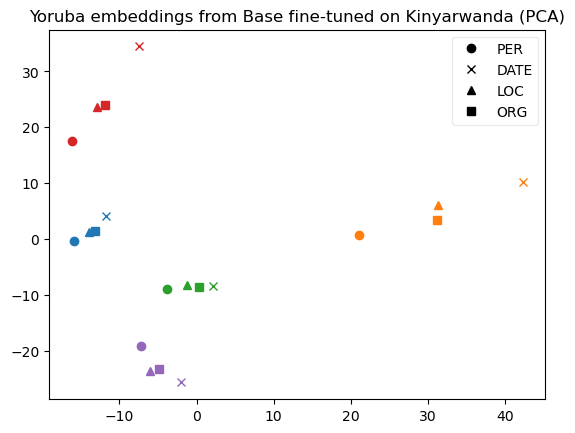 Yoruba embeddings from Base fine-tuned on Kinyarwanda (PCA)
PER
DATE
LOC
ORG
30
20
10
0
−10
−20
−10
0
10
20
30
40